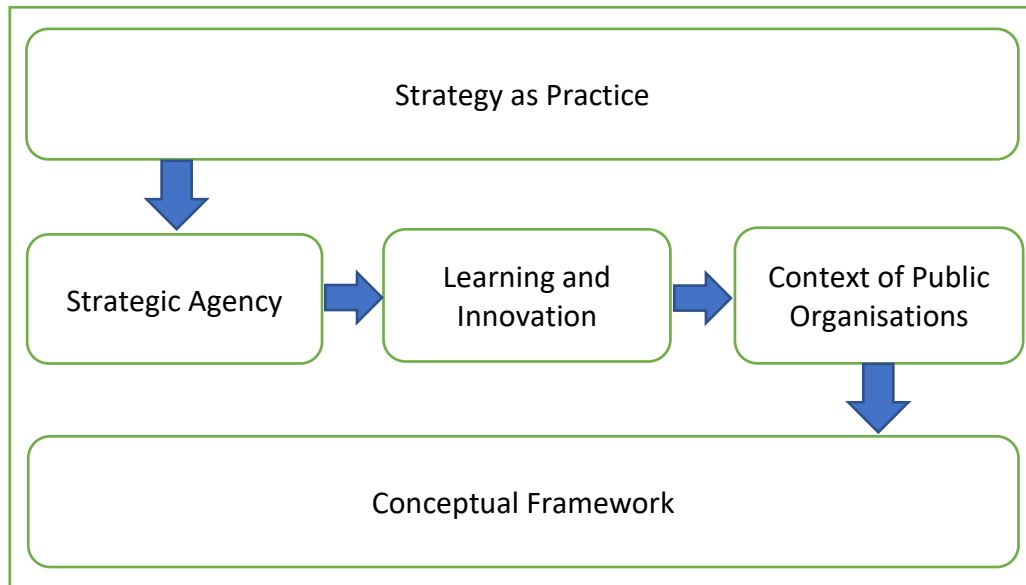 Strategy as Practice
Strategic Agency
Learning and
Innovation
Context of Public
Organisations
Conceptual Framework